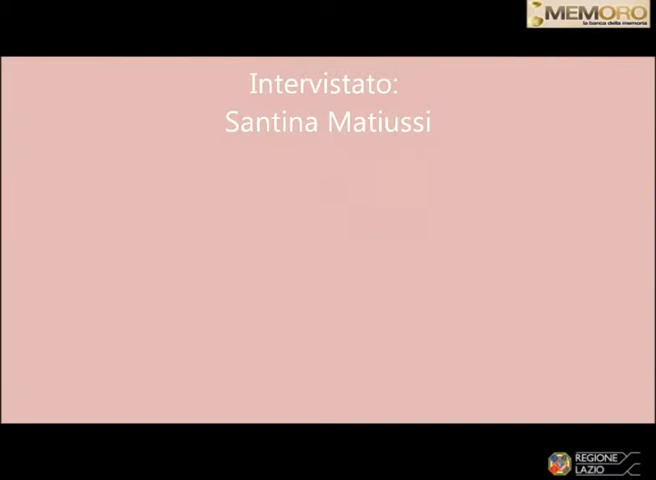 MEMORO
la banca della memoria
Intervistato:
Santina Matiussi
REGIONE
LAZIO